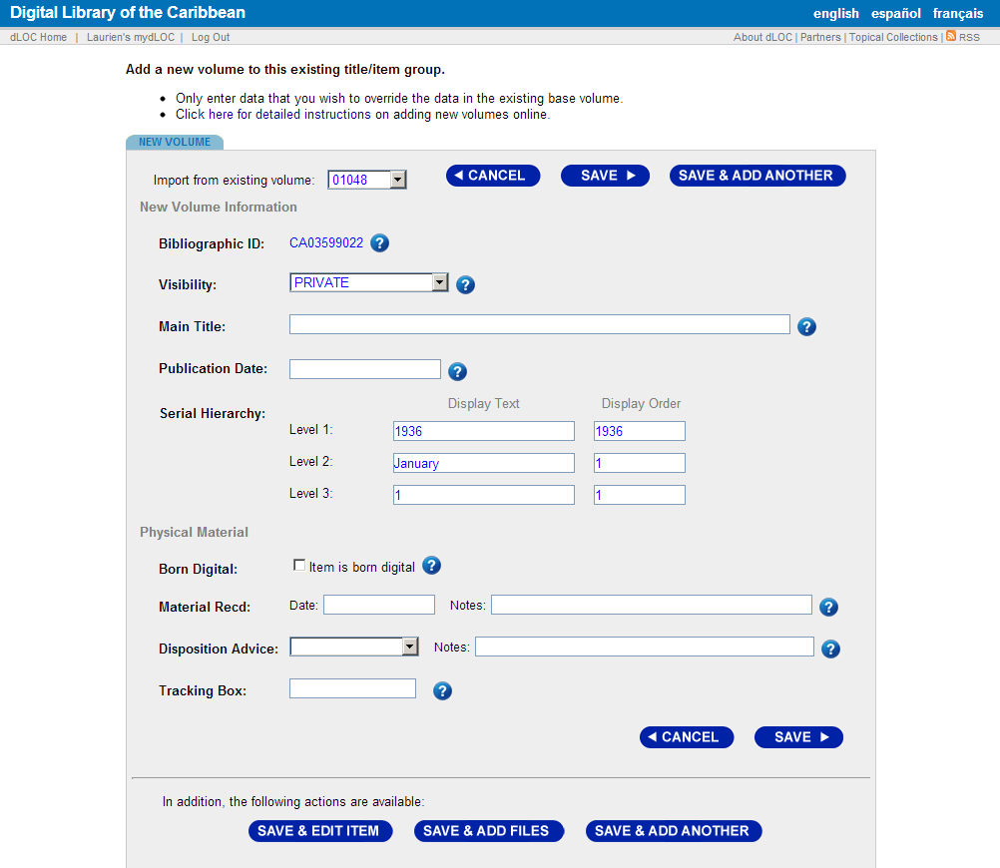 Digital Library of the Caribbean
english español français
dLOC Home | Laurien's myDLOC | Log Out
About dLOC | Partners | Topical Collections | RSS
Add a new volume to this existing title/item group.
• Only enter data that you wish to override the data in the existing base volume.
• Click here for detailed instructions on adding new volumes online.
NEW VOLUME
Import from existing volume: 01048 CANCEL SAVE SAVE & ADD ANOTHER
New Volume Information
Bibliographic ID: CA03599022 ?
Visibility: PRIVATE ?
Main Title: ?
Publication Date: ?
Display Text Display Order
Serial Hierarchy:
Level 1: 1936 1936
Level 2: January 1
Level 3: 1 1
Physical Material
Born Digital: Item is born digital ?
Material Recd: Date: Notes: ?
Disposition Advice: Notes: ?
Tracking Box: ?
CANCEL SAVE
In addition, the following actions are available:
SAVE & EDIT ITEM SAVE & ADD FILES SAVE & ADD ANOTHER